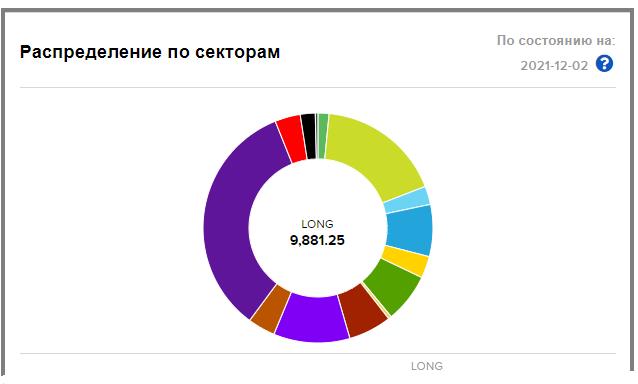 Распределение по секторам
По состоянию на:
2021-12-02 ?
LONG
9,881.25
LONG